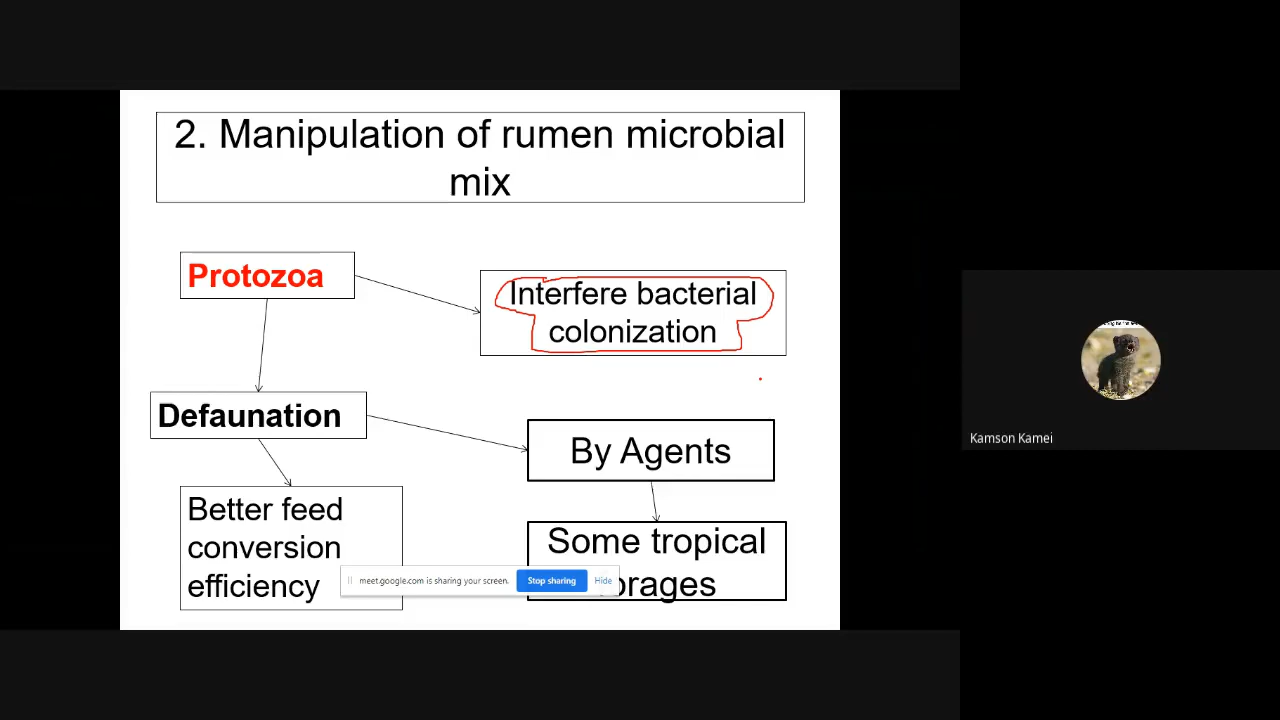 2. Manipulation of rumen microbial
mix
Protozoa
Interfere bacterial
colonization
Defaunation
By Agents
Better feed
conversion
efficiency
Some tropical
orages
meet.google.com is sharing your screen.
Stop sharing
Hide
Kamson Kamei